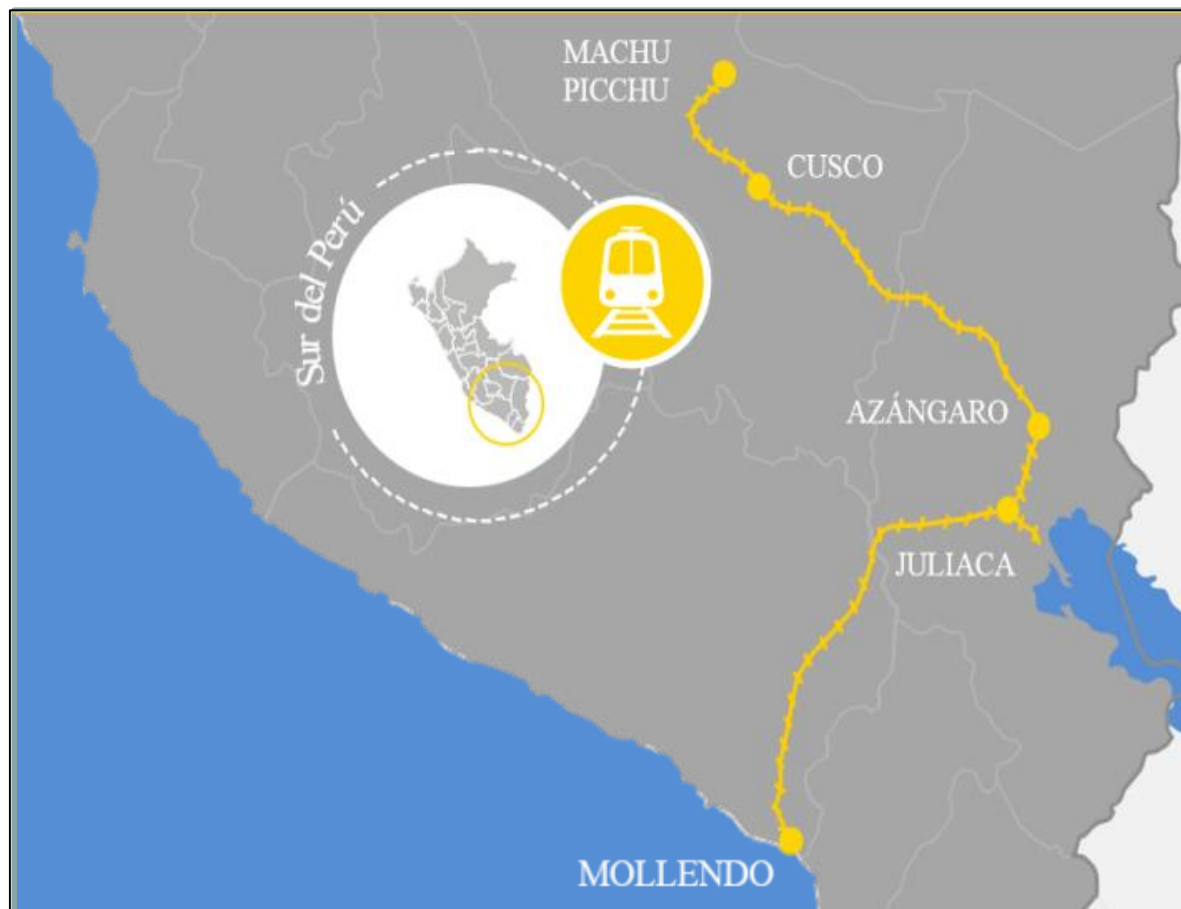 MACHU
PICCHU
CUSCO
Sur del Perú
AZÁNGARO
JULIACA
MOLLENDO